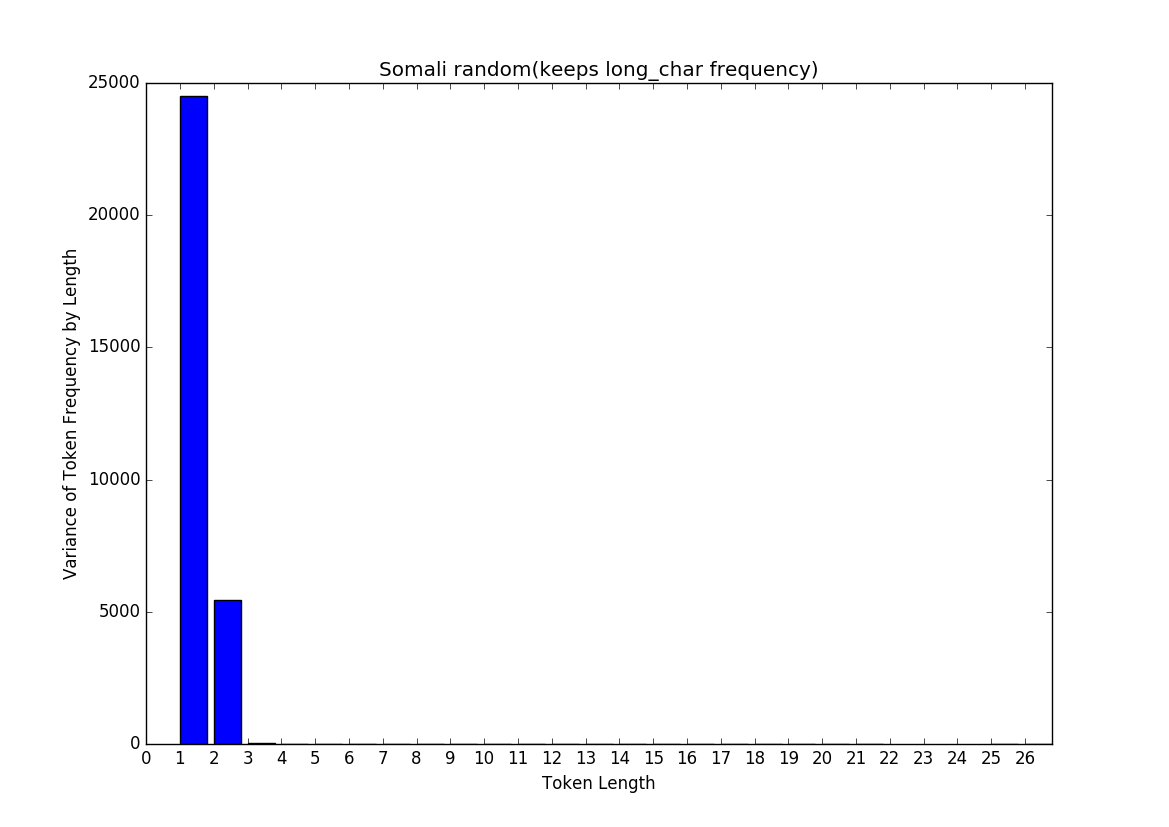 Somali random(keeps long_char frequency)
25000
20000
15000
10000
5000
0
Variance of Token Frequency by Length
0 1 2 3 4 5 6 7 8 9 10 11 12 13 14 15 16 17 18 19 20 21 22 23 24 25 26
Token Length